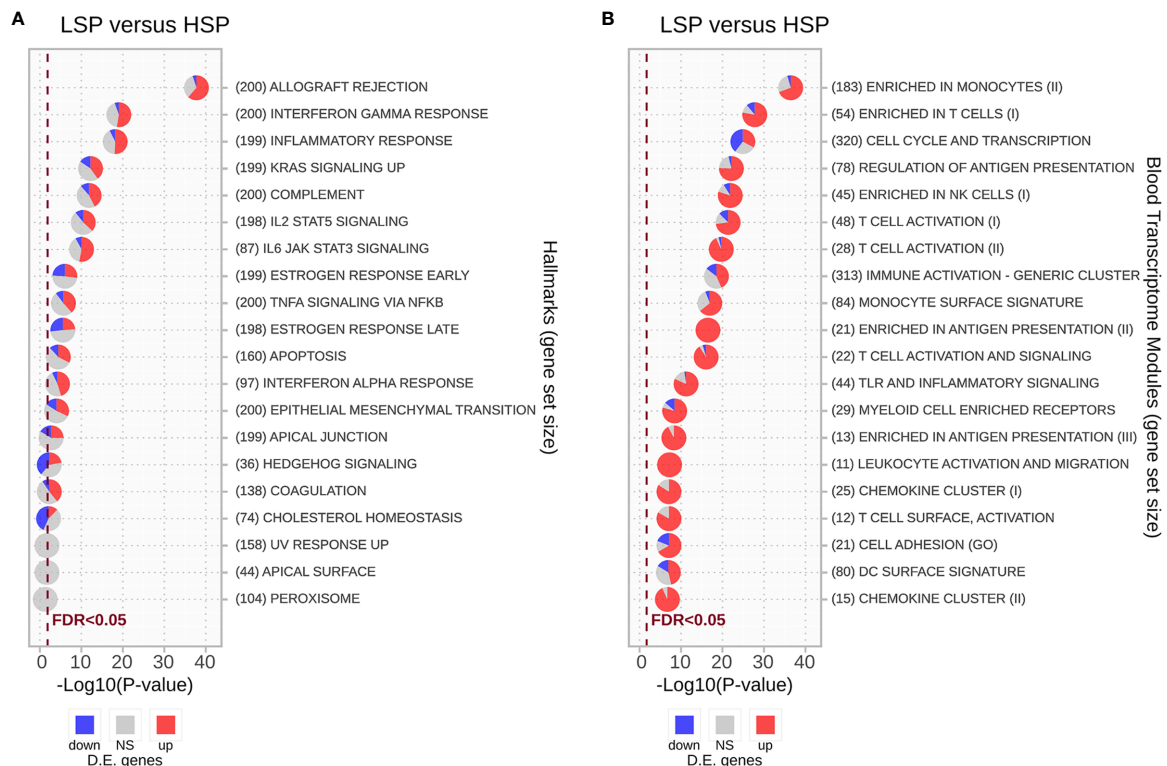 A
LSP versus HSP
(200) ALLOGRAFT REJECTION
(200) INTERFERON GAMMA RESPONSE
(199) INFLAMMATORY RESPONSE
(199) KRAS SIGNALING UP
(200) COMPLEMENT
(198) IL2 STAT5 SIGNALING
(87) IL6 JAK STAT3 SIGNALING
(199) ESTROGEN RESPONSE EARLY
(200) TNFA SIGNALING VIA NFKB
(198) ESTROGEN RESPONSE LATE
(160) APOPTOSIS
(97) INTERFERON ALPHA RESPONSE
(200) EPITHELIAL MESENCHYMAL TRANSITION
(199) APICAL JUNCTION
(36) HEDGEHOG SIGNALING
(138) COAGULATION
(74) CHOLESTEROL HOMEOSTASIS
(158) UV RESPONSE UP
(44) APICAL SURFACE
(104) PEROXISOME
Hallmarks (gene set size)
FDR<0.05
0 10 20 30 40
-Log10(P-value)
down NS up
D.E. genes
B
LSP versus HSP
(183) ENRICHED IN MONOCYTES (II)
(54) ENRICHED IN T CELLS (I)
(320) CELL CYCLE AND TRANSCRIPTION
(78) REGULATION OF ANTIGEN PRESENTATION
(45) ENRICHED IN NK CELLS (I)
(48) T CELL ACTIVATION (I)
(28) T CELL ACTIVATION (II)
(313) IMMUNE ACTIVATION - GENERIC CLUSTER
(84) MONOCYTE SURFACE SIGNATURE
(21) ENRICHED IN ANTIGEN PRESENTATION (II)
(22) T CELL ACTIVATION AND SIGNALING
(44) TLR AND INFLAMMATORY SIGNALING
(29) MYELOID CELL ENRICHED RECEPTORS
(13) ENRICHED IN ANTIGEN PRESENTATION (III)
(11) LEUKOCYTE ACTIVATION AND MIGRATION
(25) CHEMOKINE CLUSTER (I)
(12) T CELL SURFACE, ACTIVATION
(21) CELL ADHESION (GO)
(80) DC SURFACE SIGNATURE
(15) CHEMOKINE CLUSTER (II)
Blood Transcriptome Modules (gene set size)
FDR<0.05
0 10 20 30 40
-Log10(P-value)
down NS up
D.E. genes